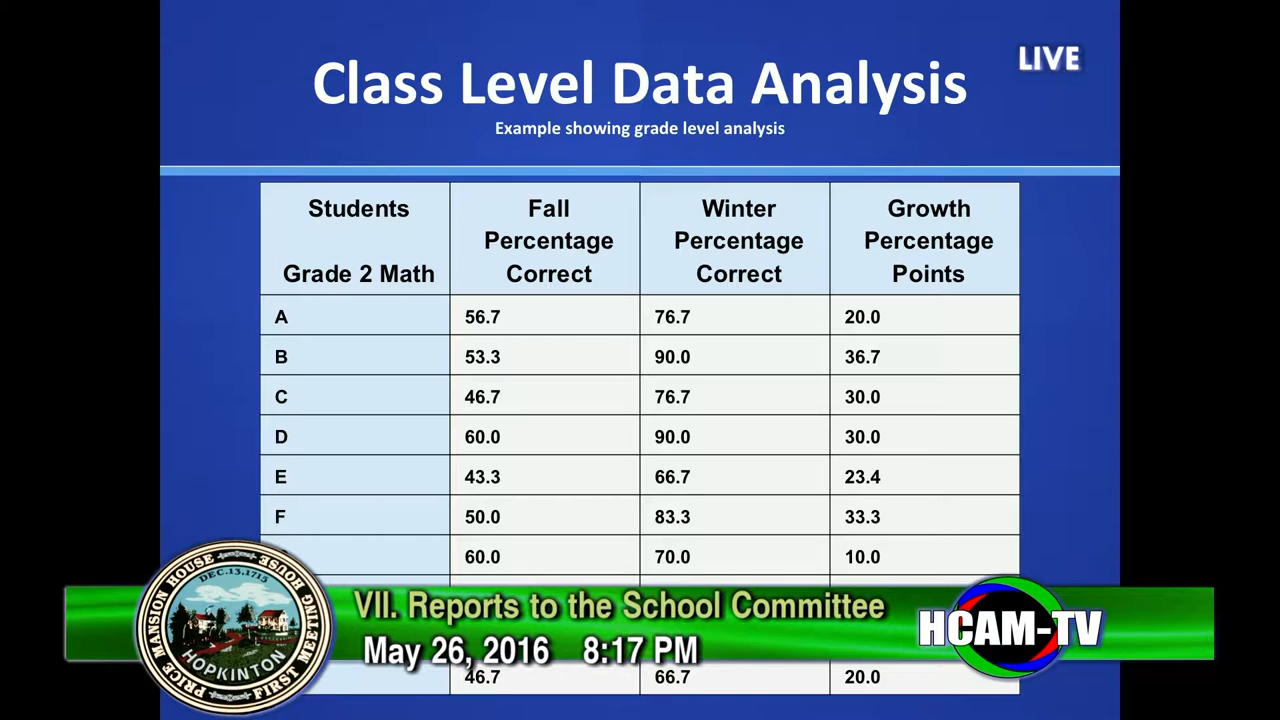 LIVE
Class Level Data Analysis
Example showing grade level analysis
Students Grade 2 Math | Fall Percentage Correct | Winter Percentage Correct | Growth Percentage Points
A 56.7 76.7 20.0
B 53.3 90.0 36.7
C 46.7 76.7 30.0
D 60.0 90.0 30.0
E 43.3 66.7 23.4
F 50.0 83.3 33.3
60.0 70.0 10.0
VII. Reports to the School Committee
May 26, 2016 8:17 PM
46.7 66.7 20.0
PRICE MANSION HOUSE
HOUSE FIRST MEETING
DEC.13.1715
HOPKINTON
HCAM-TV